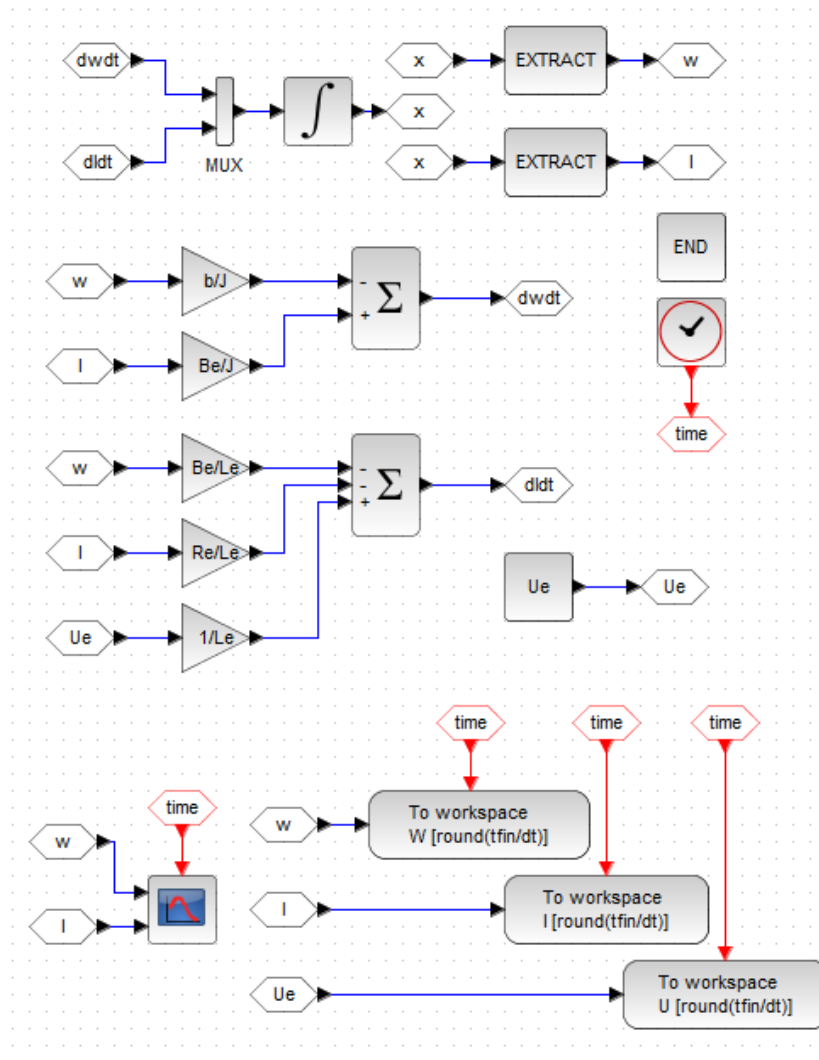 dwdt
x
EXTRACT
w
x
dIdt
MUX
x
EXTRACT
I
w
b/J
-
Σ
+
dwdt
END
I
Be/J
time
w
Be/Le
-
-
Σ
+
dIdt
I
Re/Le
Ue
Ue
Ue
1/Le
time
time
time
time
w
To workspace
W [round(tfin/dt)]
w
I
I
To workspace
I [round(tfin/dt)]
Ue
To workspace
U [round(tfin/dt)]